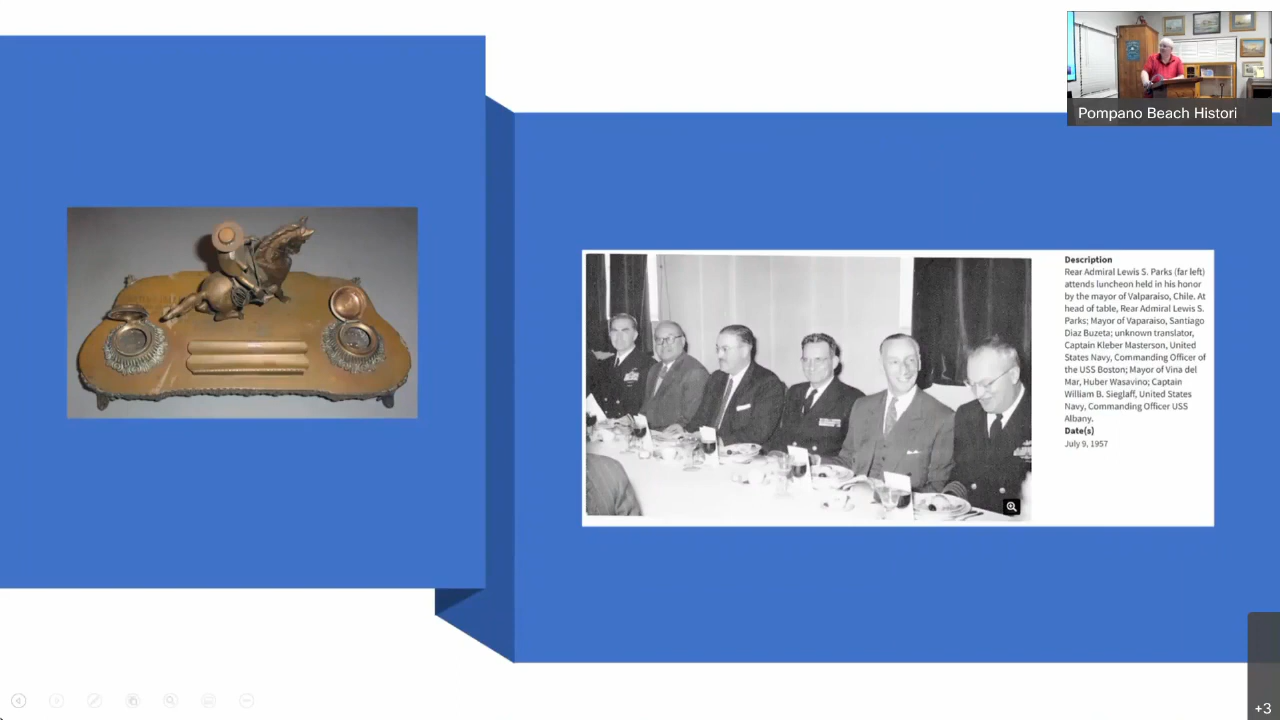 Pompano Beach Histori
Description
Rear Admiral Lewis S. Parks (far left)
attends luncheon held in his honor
by the mayor of Valparaiso, Chile. At
head of table, Rear Admiral Lewis S.
Parks; Mayor of Vaparaiso, Santiago
Diaz Buzeta; unknown translator,
Captain Kleber Masterson, United
States Navy, Commanding Officer of
the USS Boston; Mayor of Vina del
Mar, Huber Wasavino; Captain
William B. Sieglaff, United States
Navy, Commanding Officer USS
Albany.
Date(s)
July 9, 1957
+3